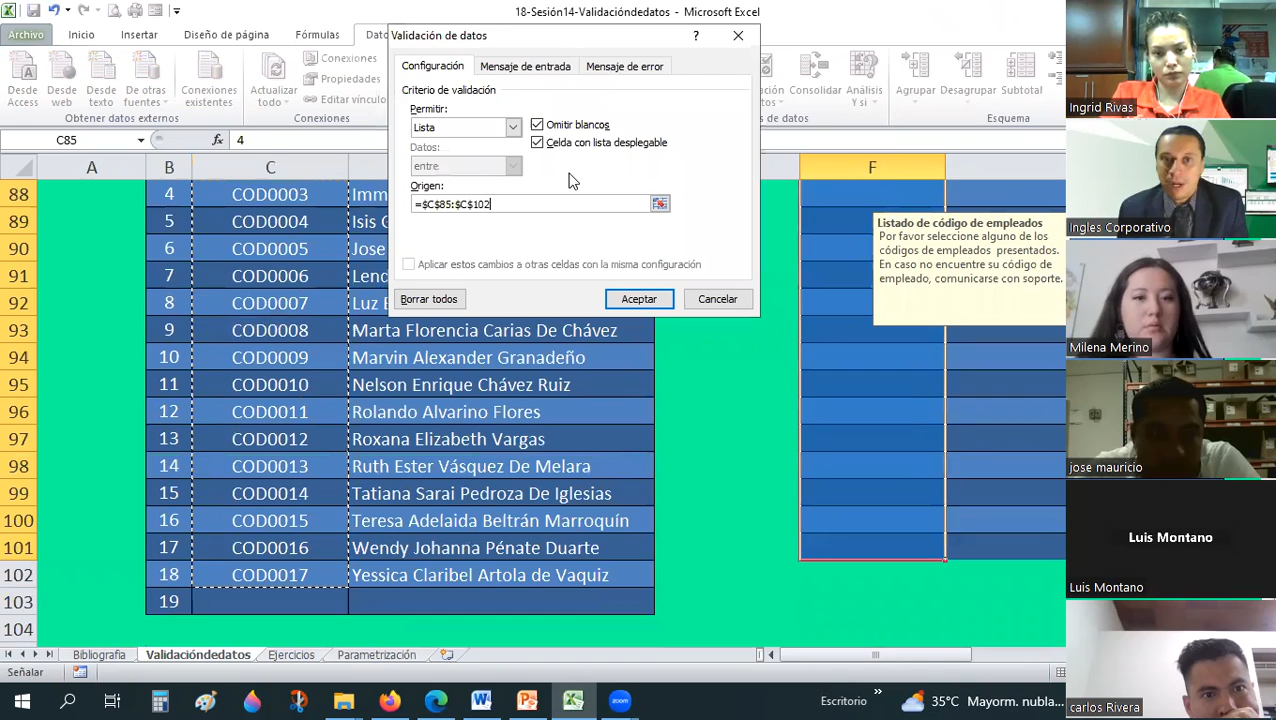 18-Sesión14-Validacióndedatos - Microsoft Excel
Archivo
Inicio
Insertar
Diseño de página
Fórmulas
Validación de datos
?
Configuración
Mensaje de entrada
Mensaje de error
Criterio de validación
Permitir:
Lista
Omitir blancos
Celda con lista desplegable
Datos:
entre
Origen:
=$C$85:$C$102
Aplicar estos cambios a otras celdas con la misma configuración
Borrar todos
Aceptar
Cancelar
Desde Access
Desde web
Desde texto
De otras fuentes
Conexiones existentes
Actualizar todo
Conexiones
Propiedades
Editar vínculos
Consolidar
Análisis Y si
Agrupar
Desagrupar
Subtotal
Esquema
C85
4
A B C F
88 4 COD0003
89 5 COD0004
90 6 COD0005
91 7 COD0006
92 8 COD0007
93 9 COD0008 Marta Florencia Carias De Chávez
94 10 COD0009 Marvin Alexander Granadeño
95 11 COD0010 Nelson Enrique Chávez Ruiz
96 12 COD0011 Rolando Alvarino Flores
97 13 COD0012 Roxana Elizabeth Vargas
98 14 COD0013 Ruth Ester Vásquez De Melara
99 15 COD0014 Tatiana Sarai Pedroza De Iglesias
100 16 COD0015 Teresa Adelaida Beltrán Marroquín
101 17 COD0016 Wendy Johanna Pénate Duarte
102 18 COD0017 Yessica Claribel Artola de Vaquiz
103 19
104
Listado de código de empleados
Por favor seleccione alguno de los
códigos de empleados presentados.
En caso no encuentre su código de
empleado, comunicarse con soporte.
Bibliografia
Validacióndedatos
Ejercicios
Parametrización
Señalar
Escritorio
35°C Mayorm. nubla...
Ingrid Rivas
Ingles Corporativo
Milena Merino
jose mauricio
Luis Montano
Luis Montano
carlos Rivera